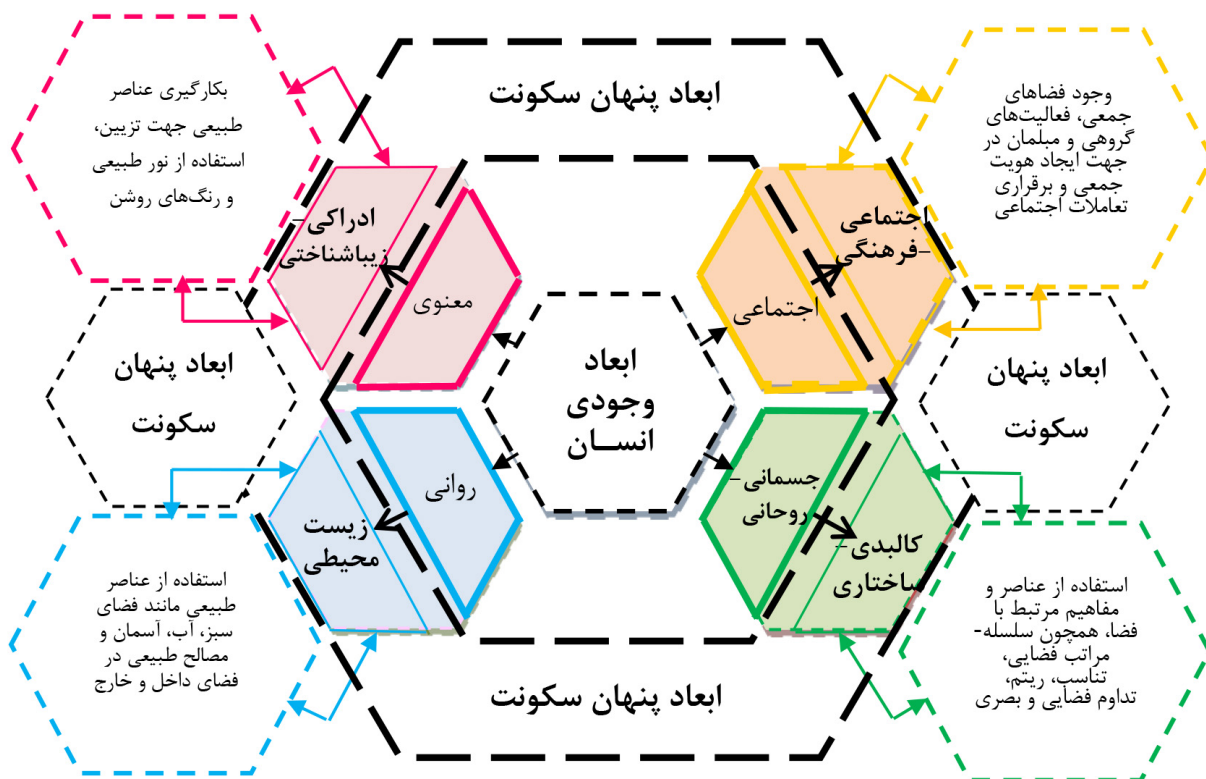 ابعاد پنهان سکونت
وجود فضاهای
جمعی، فعالیت‌های
گروهی و مبلمان در
جهت ایجاد هویت
جمعی و برقراری
تعاملات اجتماعی
بکارگیری عناصر
طبیعی جهت تزیین،
استفاده از نور طبیعی
و رنگ‌های روشن
اجتماعی
-فرهنگی
اجتماعی
ادراکی-
زیباشناختی
معنوی
ابعاد پنهان
سکونت
ابعاد
وجودی
انســان
ابعاد پنهان
سکونت
جسمانی-
روحانی
کالبدی-
ساختاری
روانی
زیست
محیطی
استفاده از عناصر و
مفاهیم مرتبط با
فضا، همچون سلسله-
مراتب فضایی،
تناسب، ریتم،
تداوم فضایی و بصری
استفاده از عناصر
طبیعی مانند فضای
سبز، آب، آسمان و
مصالح طبیعی در
فضای داخل و خارج
ابعاد پنهان سکونت